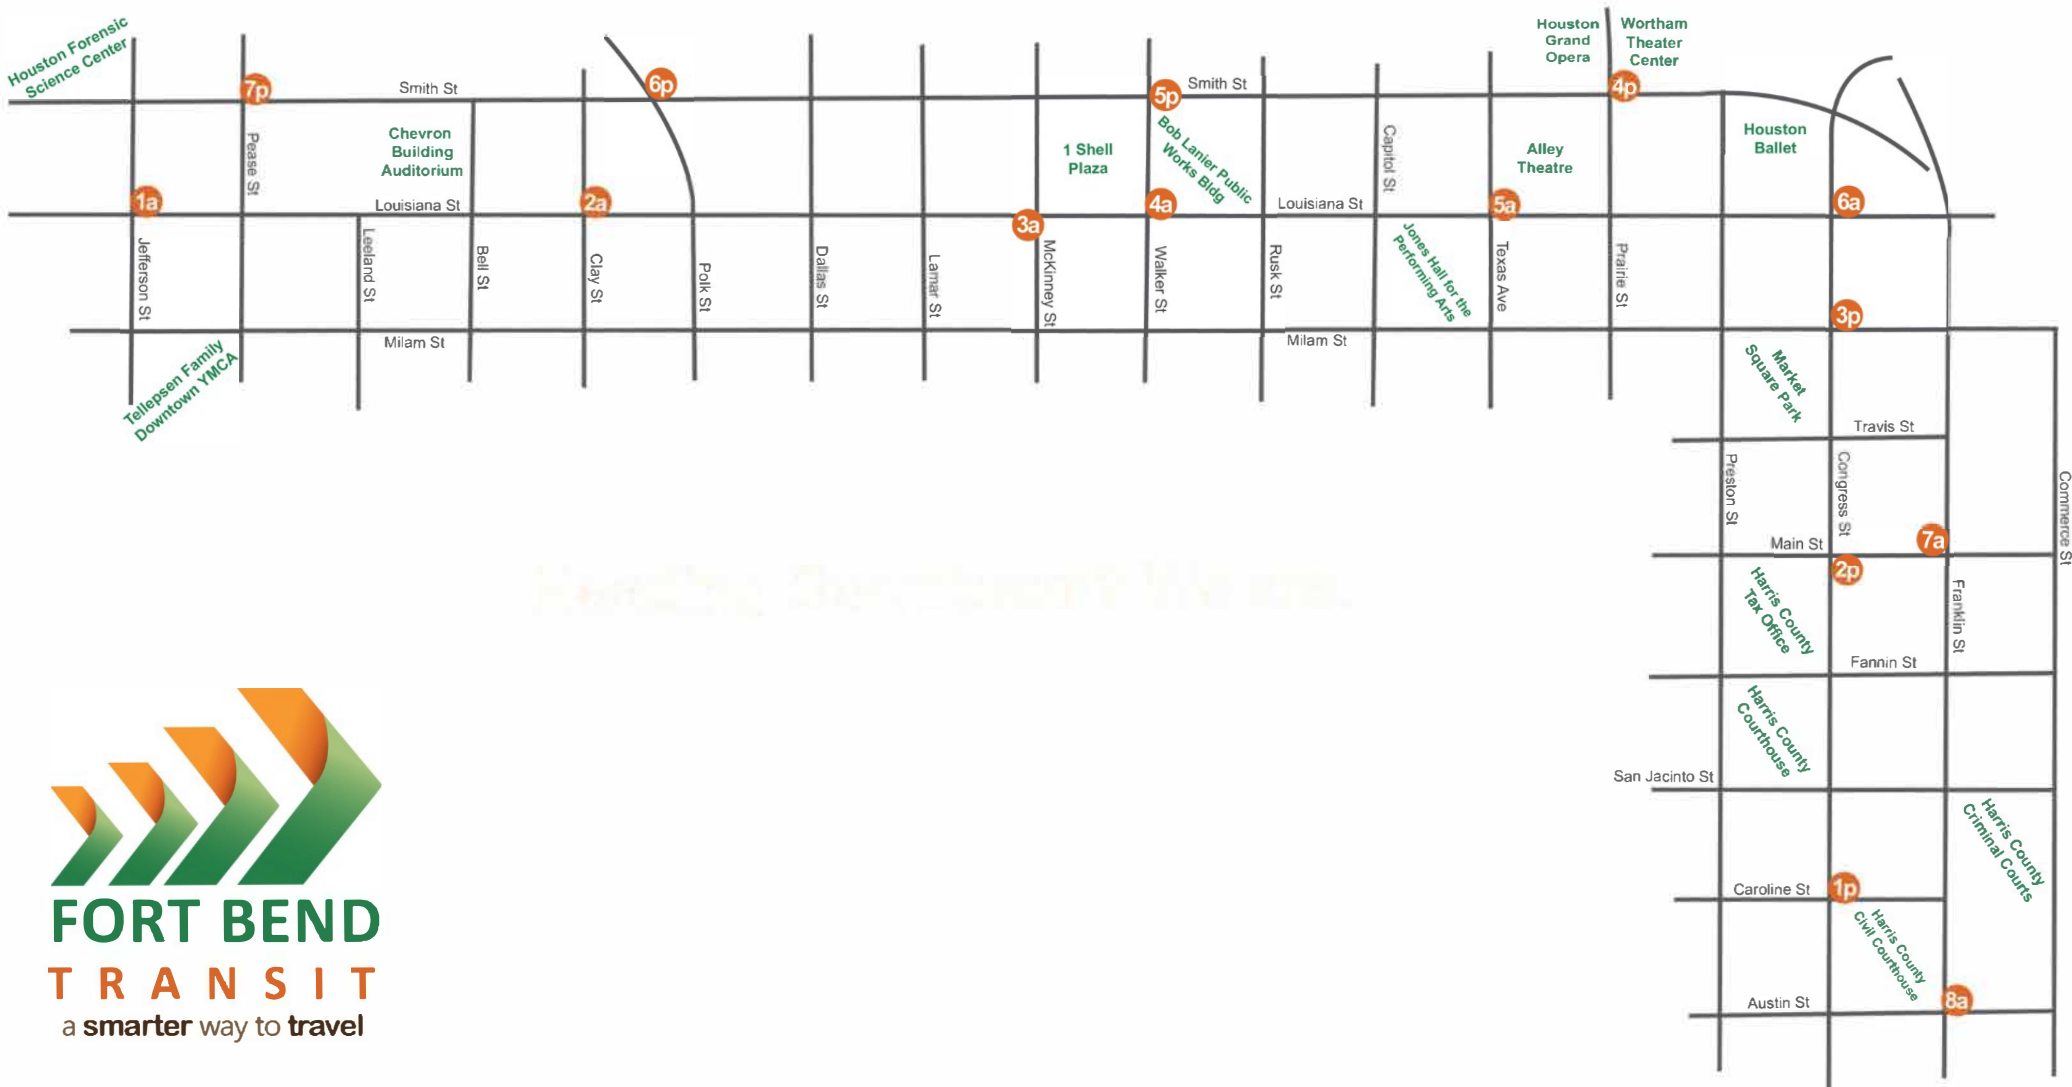 Houston Forensic
Science Center
7p
Smith St
6p
5p
Smith St
Houston
Grand
Opera
Wortham
Theater
Center
4p
Pease St
Chevron
Building
Auditorium
1 Shell
Plaza
Bob Lanier Public
Works Bldg
Capitol St
Alley
Theatre
Houston
Ballet
1a
Louisiana St
2a
3a
4a
Louisiana St
5a
6a
Jefferson St
Leeland St
Bell St
Clay St
Polk St
Dallas St
Lamar St
McKinney St
Walker St
Rusk St
Jones Hall for the
Performing Arts
Texas Ave
Prairie St
3p
Milam St
Milam St
Tellepsen Family
Downtown YMCA
Market
Square Park
Travis St
Preston St
Congress St
Commerce St
Main St
7a
2p
Harris County
Tax Office
Franklin St
Fannin St
Harris County
Courthouse
San Jacinto St
Harris County
Criminal Courts
Caroline St
1p
Harris County
Civil Courthouse
Austin St
8a
FORT BEND
TRANSIT
a smarter way to travel